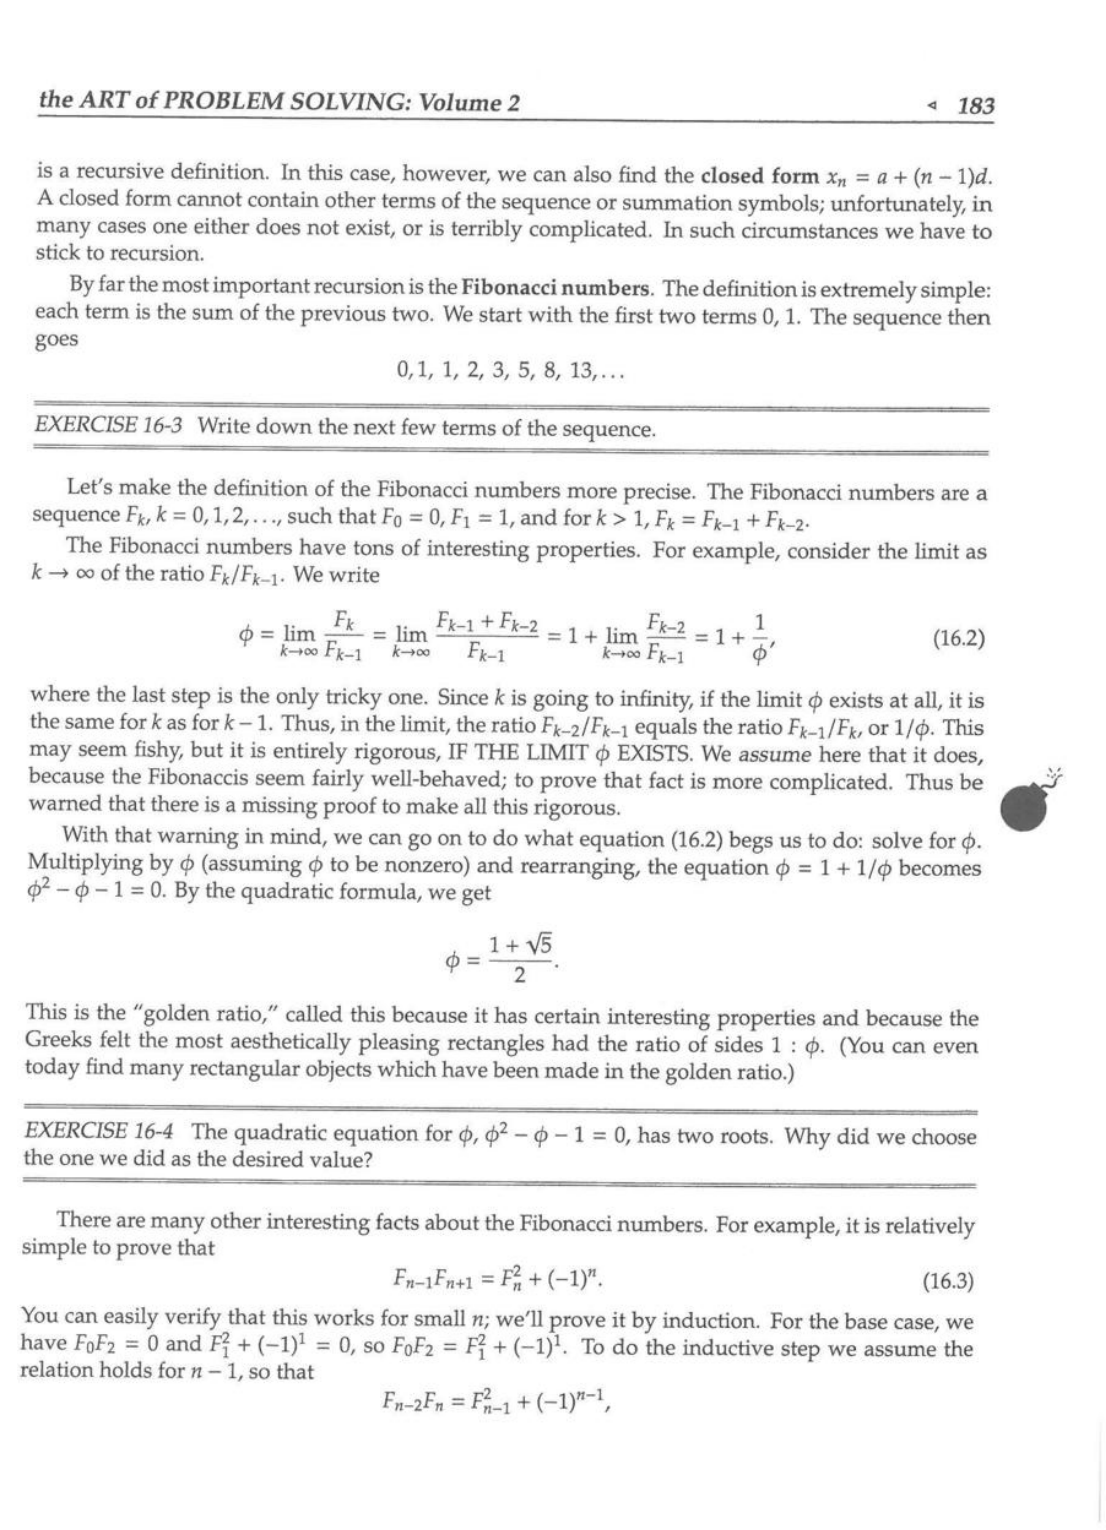 the ART of PROBLEM SOLVING: Volume 2 ◁ 183
is a recursive definition. In this case, however, we can also find the closed form xₙ = a + (n − 1)d.
A closed form cannot contain other terms of the sequence or summation symbols; unfortunately, in
many cases one either does not exist, or is terribly complicated. In such circumstances we have to
stick to recursion.
By far the most important recursion is the Fibonacci numbers. The definition is extremely simple:
each term is the sum of the previous two. We start with the first two terms 0, 1. The sequence then
goes
0, 1, 1, 2, 3, 5, 8, 13, . . .
EXERCISE 16-3 Write down the next few terms of the sequence.
Let's make the definition of the Fibonacci numbers more precise. The Fibonacci numbers are a
sequence Fₖ, k = 0, 1, 2, . . ., such that F₀ = 0, F₁ = 1, and for k > 1, Fₖ = Fₖ₋₁ + Fₖ₋₂.
The Fibonacci numbers have tons of interesting properties. For example, consider the limit as
k → ∞ of the ratio Fₖ/Fₖ₋₁. We write
ϕ = lim k→∞ Fₖ/Fₖ₋₁ = lim k→∞ (Fₖ₋₁ + Fₖ₋₂)/Fₖ₋₁ = 1 + lim k→∞ Fₖ₋₂/Fₖ₋₁ = 1 + 1/ϕ, (16.2)
where the last step is the only tricky one. Since k is going to infinity, if the limit ϕ exists at all, it is
the same for k as for k − 1. Thus, in the limit, the ratio Fₖ₋₂/Fₖ₋₁ equals the ratio Fₖ₋₁/Fₖ, or 1/ϕ. This
may seem fishy, but it is entirely rigorous, IF THE LIMIT ϕ EXISTS. We assume here that it does,
because the Fibonaccis seem fairly well-behaved; to prove that fact is more complicated. Thus be
warned that there is a missing proof to make all this rigorous.
With that warning in mind, we can go on to do what equation (16.2) begs us to do: solve for ϕ.
Multiplying by ϕ (assuming ϕ to be nonzero) and rearranging, the equation ϕ = 1 + 1/ϕ becomes
ϕ² − ϕ − 1 = 0. By the quadratic formula, we get
ϕ = (1 + √5)/2.
This is the "golden ratio," called this because it has certain interesting properties and because the
Greeks felt the most aesthetically pleasing rectangles had the ratio of sides 1 : ϕ. (You can even
today find many rectangular objects which have been made in the golden ratio.)
EXERCISE 16-4 The quadratic equation for ϕ, ϕ² − ϕ − 1 = 0, has two roots. Why did we choose
the one we did as the desired value?
There are many other interesting facts about the Fibonacci numbers. For example, it is relatively
simple to prove that
Fₙ₋₁Fₙ₊₁ = Fₙ² + (−1)ⁿ. (16.3)
You can easily verify that this works for small n; we'll prove it by induction. For the base case, we
have F₀F₂ = 0 and F₁² + (−1)¹ = 0, so F₀F₂ = F₁² + (−1)¹. To do the inductive step we assume the
relation holds for n − 1, so that
Fₙ₋₂Fₙ = Fₙ₋₁² + (−1)ⁿ⁻¹,